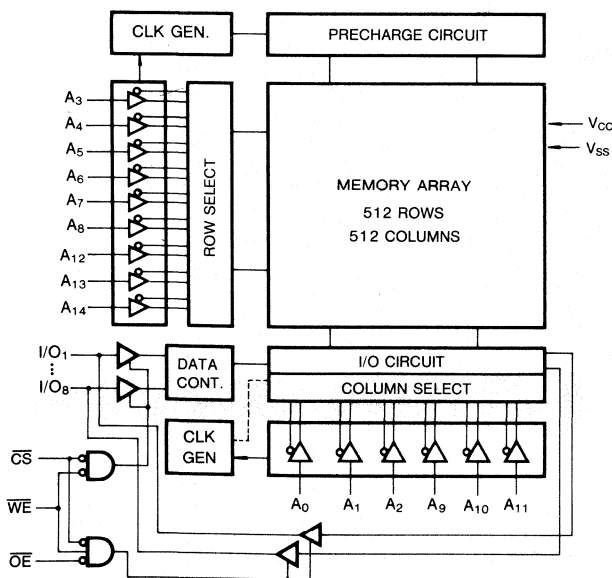 CLK GEN.
PRECHARGE CIRCUIT
A3
A4
A5
A6
A7
A8
A12
A13
A14
ROW SELECT
MEMORY ARRAY
512 ROWS
512 COLUMNS
VCC
VSS
I/O1
I/O8
DATA
CONT.
I/O CIRCUIT
COLUMN SELECT
CLK
GEN
A0
A1
A2
A9
A10
A11
CS
WE
OE